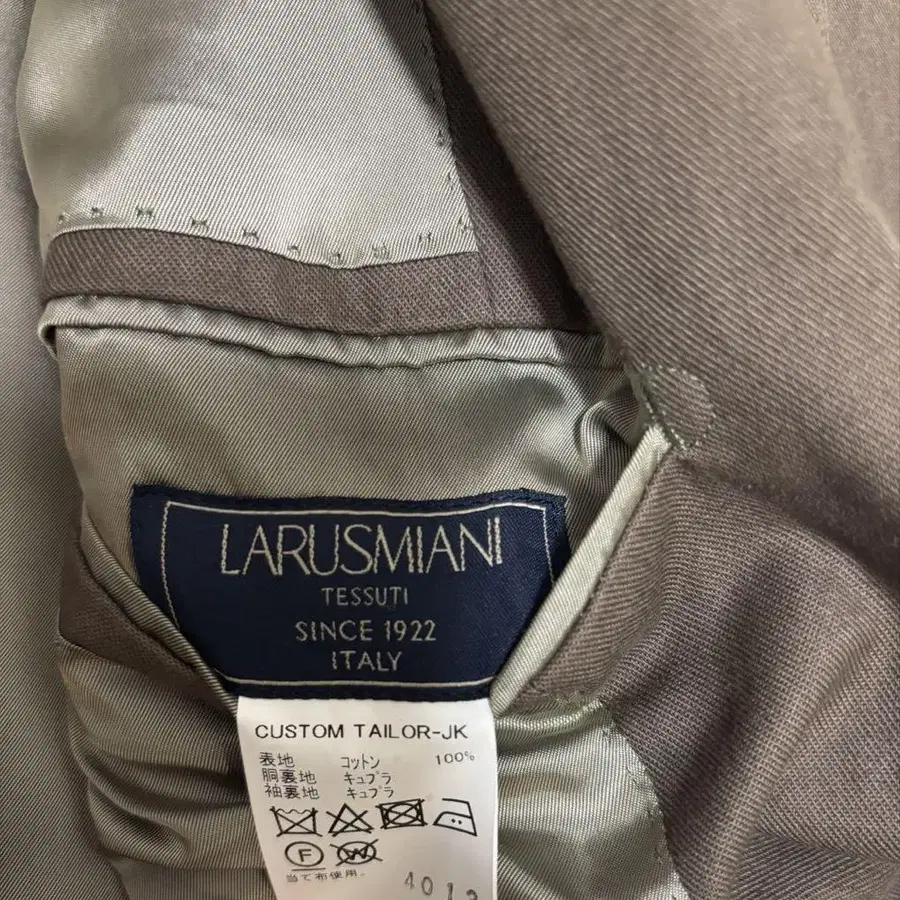 LARUSMIANI
TESSUTI
SINCE 1922
ITALY
CUSTOM TAILOR-JK
表地 コットン 100%
胴裏地 キュプラ
袖裏地 キュプラ
F
W
当て布使用。